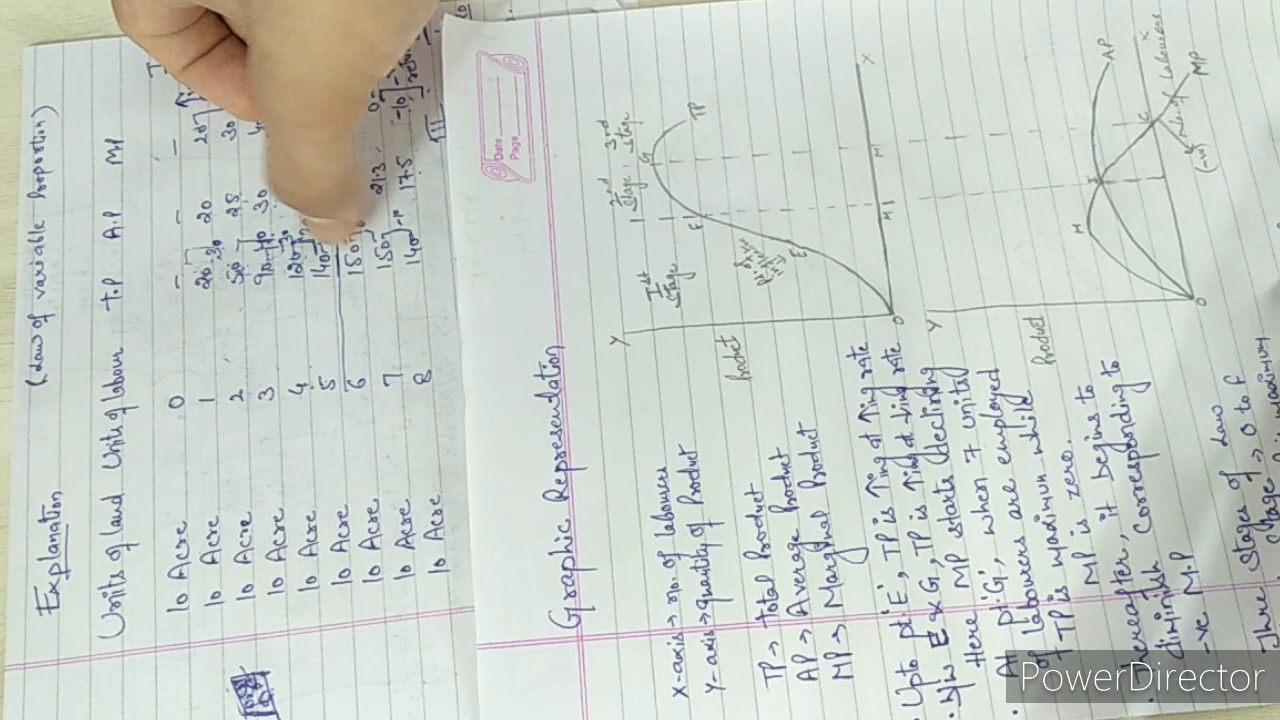 Explanation (Law of variable proportion)
Units of land Units of labour T.P A.P MP
10 Acre 0 - - -
10 Acre 1 20 20 20
10 Acre 2 50 25 30
10 Acre 3 90 30
10 Acre 4 120
10 Acre 5 140
10 Acre 6 150
10 Acre 7 150 21.3 0
10 Acre 8 140 17.5 -10
III
Date
Page
Graphic Representation
X-axis → no. of labourers
Y-axis → quantity of Product
TP → Total Product
AP → Average Product
MP → Marginal Product
• Upto pt. 'E', TP is ↑ing at ↑ing rate
• b/w E & G, TP is ↑ing at ↓ing rate
Here MP starts declining
• At pt. 'G', when 7 units
of labourers are employed
TP is maximum while
MP is zero.
• Thereafter, it begins to
diminish corresponding to
-ve M.P
Three Stages of Law
Stage → O to F
maximum
Y
Product
Ist
Stage
2nd
Stage
3rd
Stage
G
TP
F
E
O
M
X
Y
Product
H
AP
C
X
MP
No. of labourers
(-ve)
O
PowerDirector